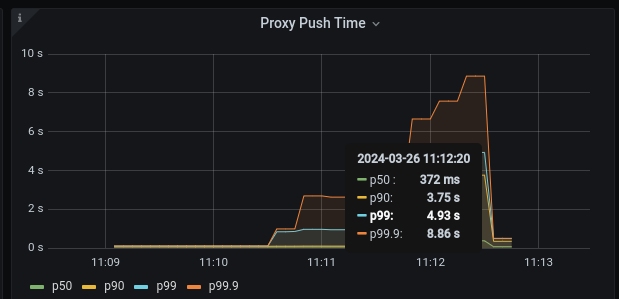 i
Proxy Push Time
10 s
8 s
6 s
4 s
2 s
0 s
2024-03-26 11:12:20
p50 : 372 ms
p90: 3.75 s
p99: 4.93 s
p99.9: 8.86 s
11:09 11:10 11:11 11:12 11:13
p50 p90 p99 p99.9